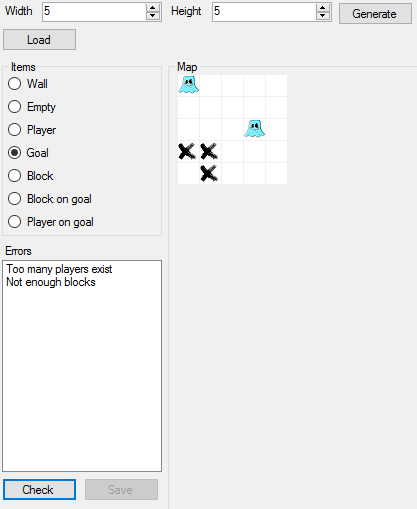 Width 5 Height 5 Generate
Load
Items
Wall
Empty
Player
Goal
Block
Block on goal
Player on goal
Errors
Too many players exist
Not enough blocks
Check Save
Map